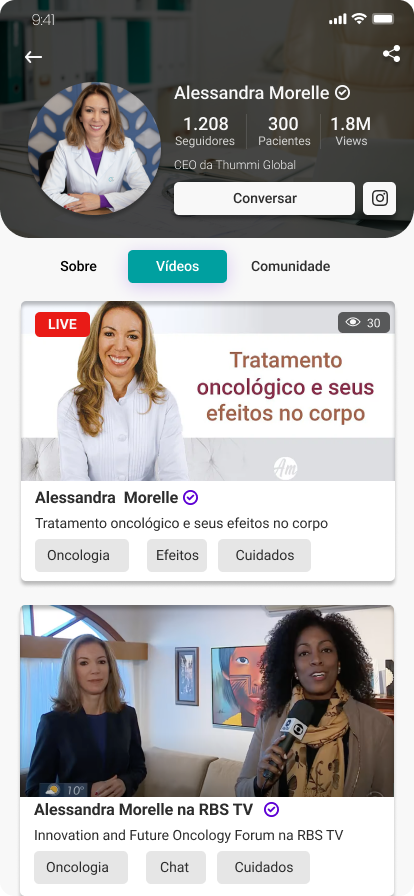 9:41
Alessandra Morelle
1.208 300 1.8M
Seguidores Pacientes Views
CEO da Thummi Global
Conversar
Sobre Vídeos Comunidade
LIVE 30
Tratamento
oncológico e seus
efeitos no corpo
Am
Alessandra Morelle
Tratamento oncológico e seus efeitos no corpo
Oncologia Efeitos Cuidados
10°
Alessandra Morelle na RBS TV
Innovation and Future Oncology Forum na RBS TV
Oncologia Chat Cuidados